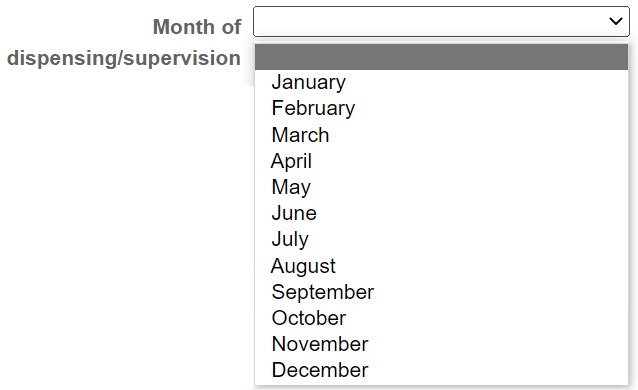 Month of
dispensing/supervision
January
February
March
April
May
June
July
August
September
October
November
December